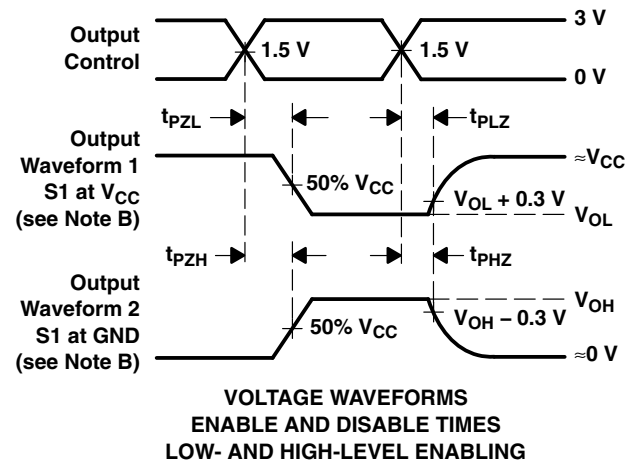 Output
Control
1.5 V
1.5 V
3 V
0 V
tPZL
tPLZ
Output
Waveform 1
S1 at VCC
(see Note B)
50% VCC
≈VCC
VOL + 0.3 V
VOL
tPZH
tPHZ
Output
Waveform 2
S1 at GND
(see Note B)
50% VCC
VOH
VOH − 0.3 V
≈0 V
VOLTAGE WAVEFORMS
ENABLE AND DISABLE TIMES
LOW- AND HIGH-LEVEL ENABLING